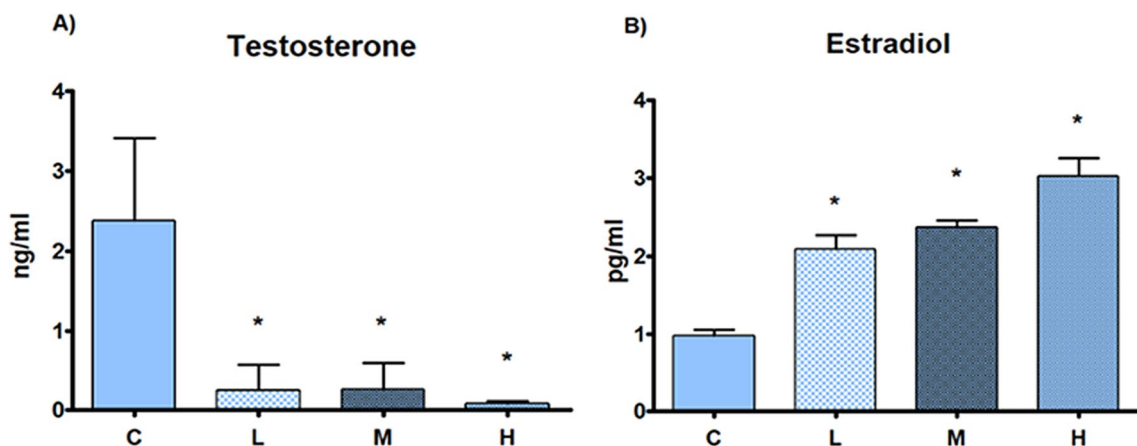 A)
Testosterone
ng/ml
4
3
2
1
0
*
*
*
C L M H
B)
Estradiol
pg/ml
4
3
2
1
0
*
*
*
C L M H